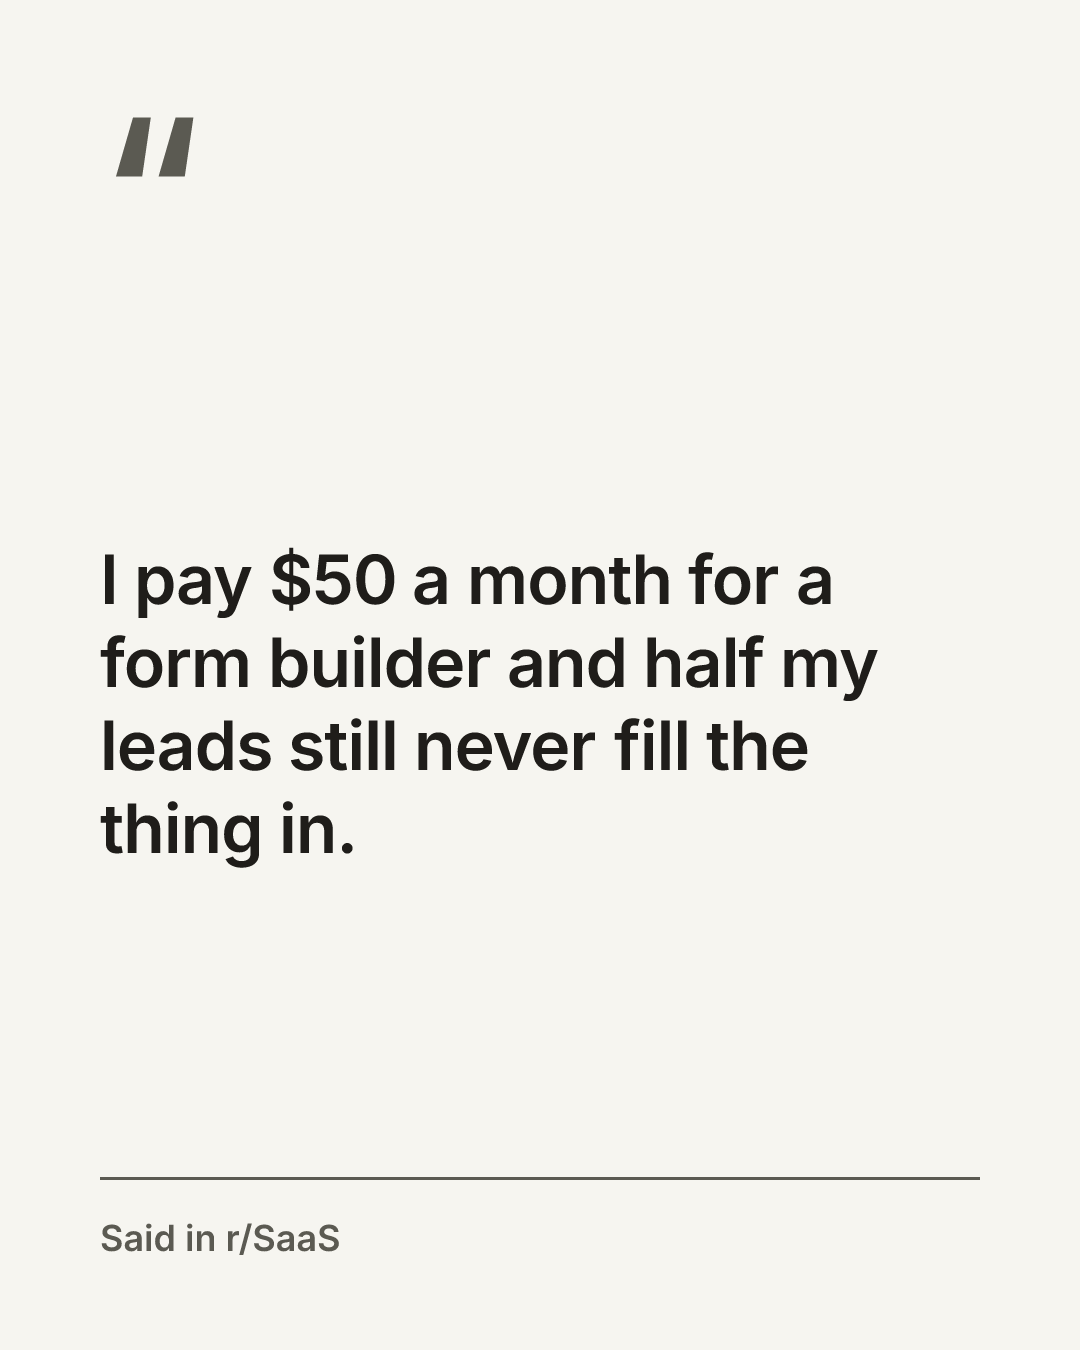 “
I pay $50 a month for a
form builder and half my
leads still never fill the
thing in.
Said in r/SaaS